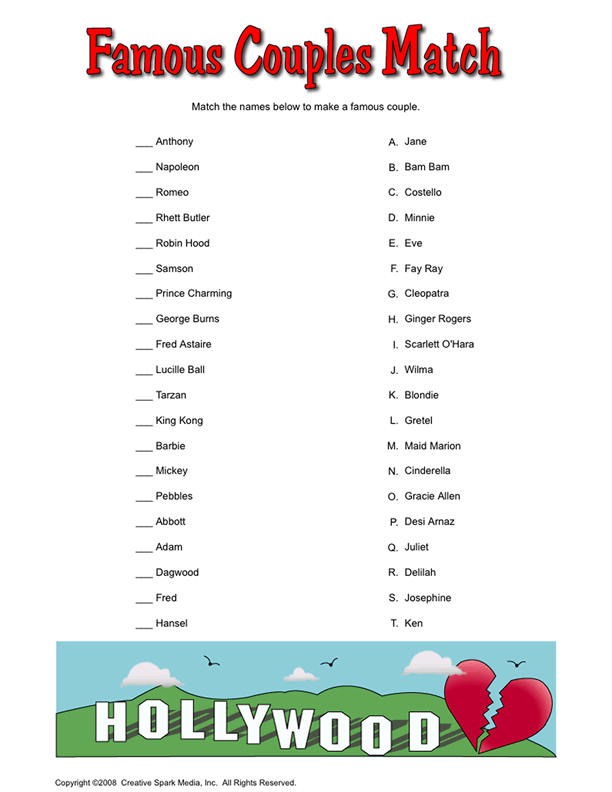 Famous Couples Match
Match the names below to make a famous couple.
___ Anthony A. Jane
___ Napoleon B. Bam Bam
___ Romeo C. Costello
___ Rhett Butler D. Minnie
___ Robin Hood E. Eve
___ Samson F. Fay Ray
___ Prince Charming G. Cleopatra
___ George Burns H. Ginger Rogers
___ Fred Astaire I. Scarlett O'Hara
___ Lucille Ball J. Wilma
___ Tarzan K. Blondie
___ King Kong L. Gretel
___ Barbie M. Maid Marion
___ Mickey N. Cinderella
___ Pebbles O. Gracie Allen
___ Abbott P. Desi Arnaz
___ Adam Q. Juliet
___ Dagwood R. Delilah
___ Fred S. Josephine
___ Hansel T. Ken
HOLLYWOOD
Copyright ©2008 Creative Spark Media, Inc. All Rights Reserved.